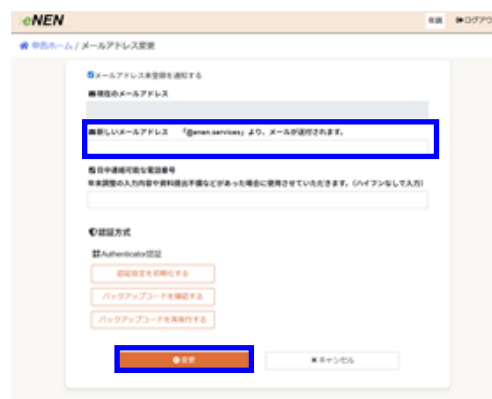 eNEN
ログアウト
申告ホーム / メールアドレス変更
メールアドレス未登録を通知する
現在のメールアドレス
新しいメールアドレス 「@enen.services」より、メールが送付されます。
日中連絡可能な電話番号
年末調整の入力内容や資料提出不備などがあった場合に使用させていただきます。(ハイフンなしで入力)
認証方式
Authenticator認証
認証設定を初期化する
バックアップコードを確認する
バックアップコードを再発行する
変更
キャンセル